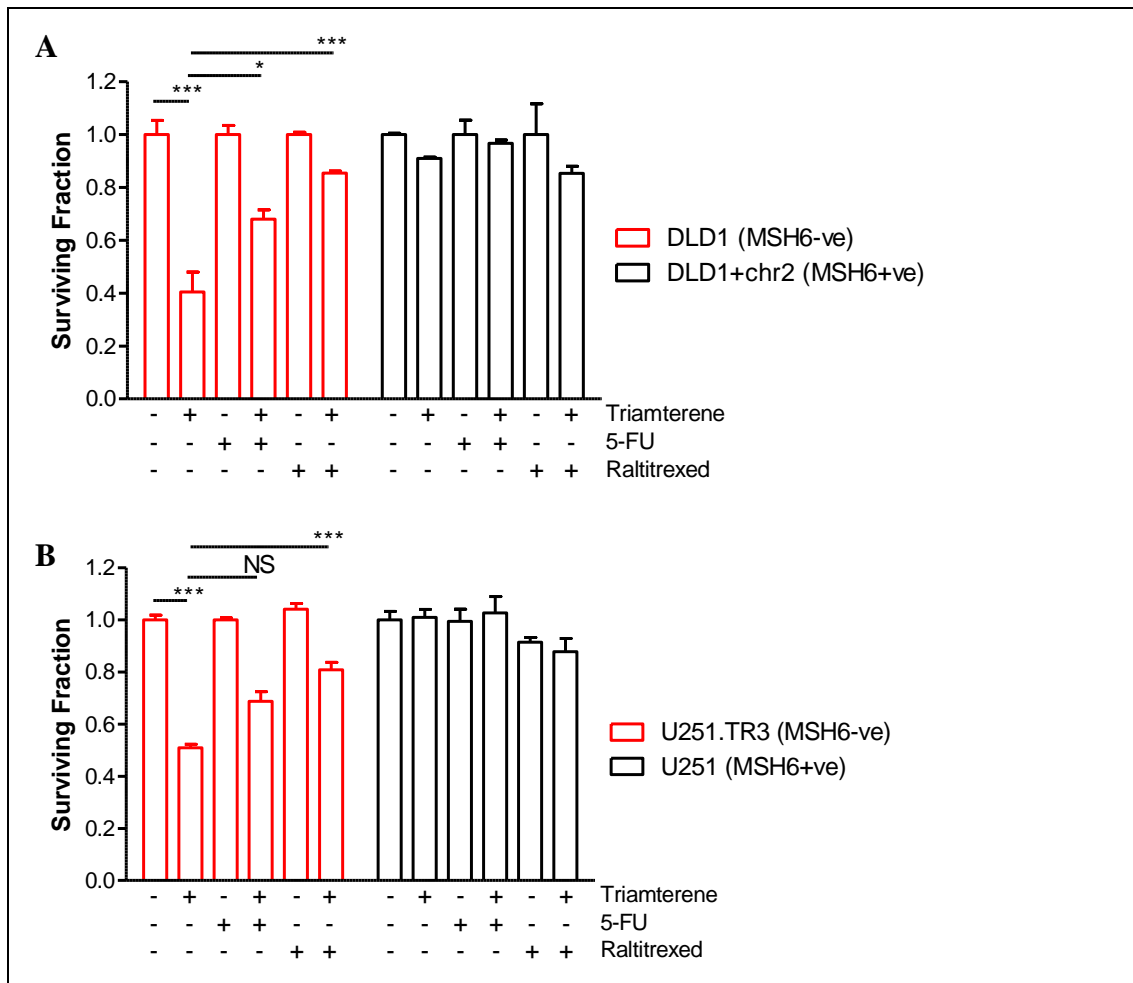 A
***
*
***
1.2
1.0
0.8
0.6
0.4
0.2
0.0
Surviving Fraction
DLD1 (MSH6-ve)
DLD1+chr2 (MSH6+ve)
- + - + - + - + - + - + Triamterene
- - + + - - - - + + - - 5-FU
- - - - + + - - - - + + Raltitrexed
B
***
NS
***
1.2
1.0
0.8
0.6
0.4
0.2
0.0
Surviving Fraction
U251.TR3 (MSH6-ve)
U251 (MSH6+ve)
- + - + - + - + - + - + Triamterene
- - + + - - - - + + - - 5-FU
- - - - + + - - - - + + Raltitrexed